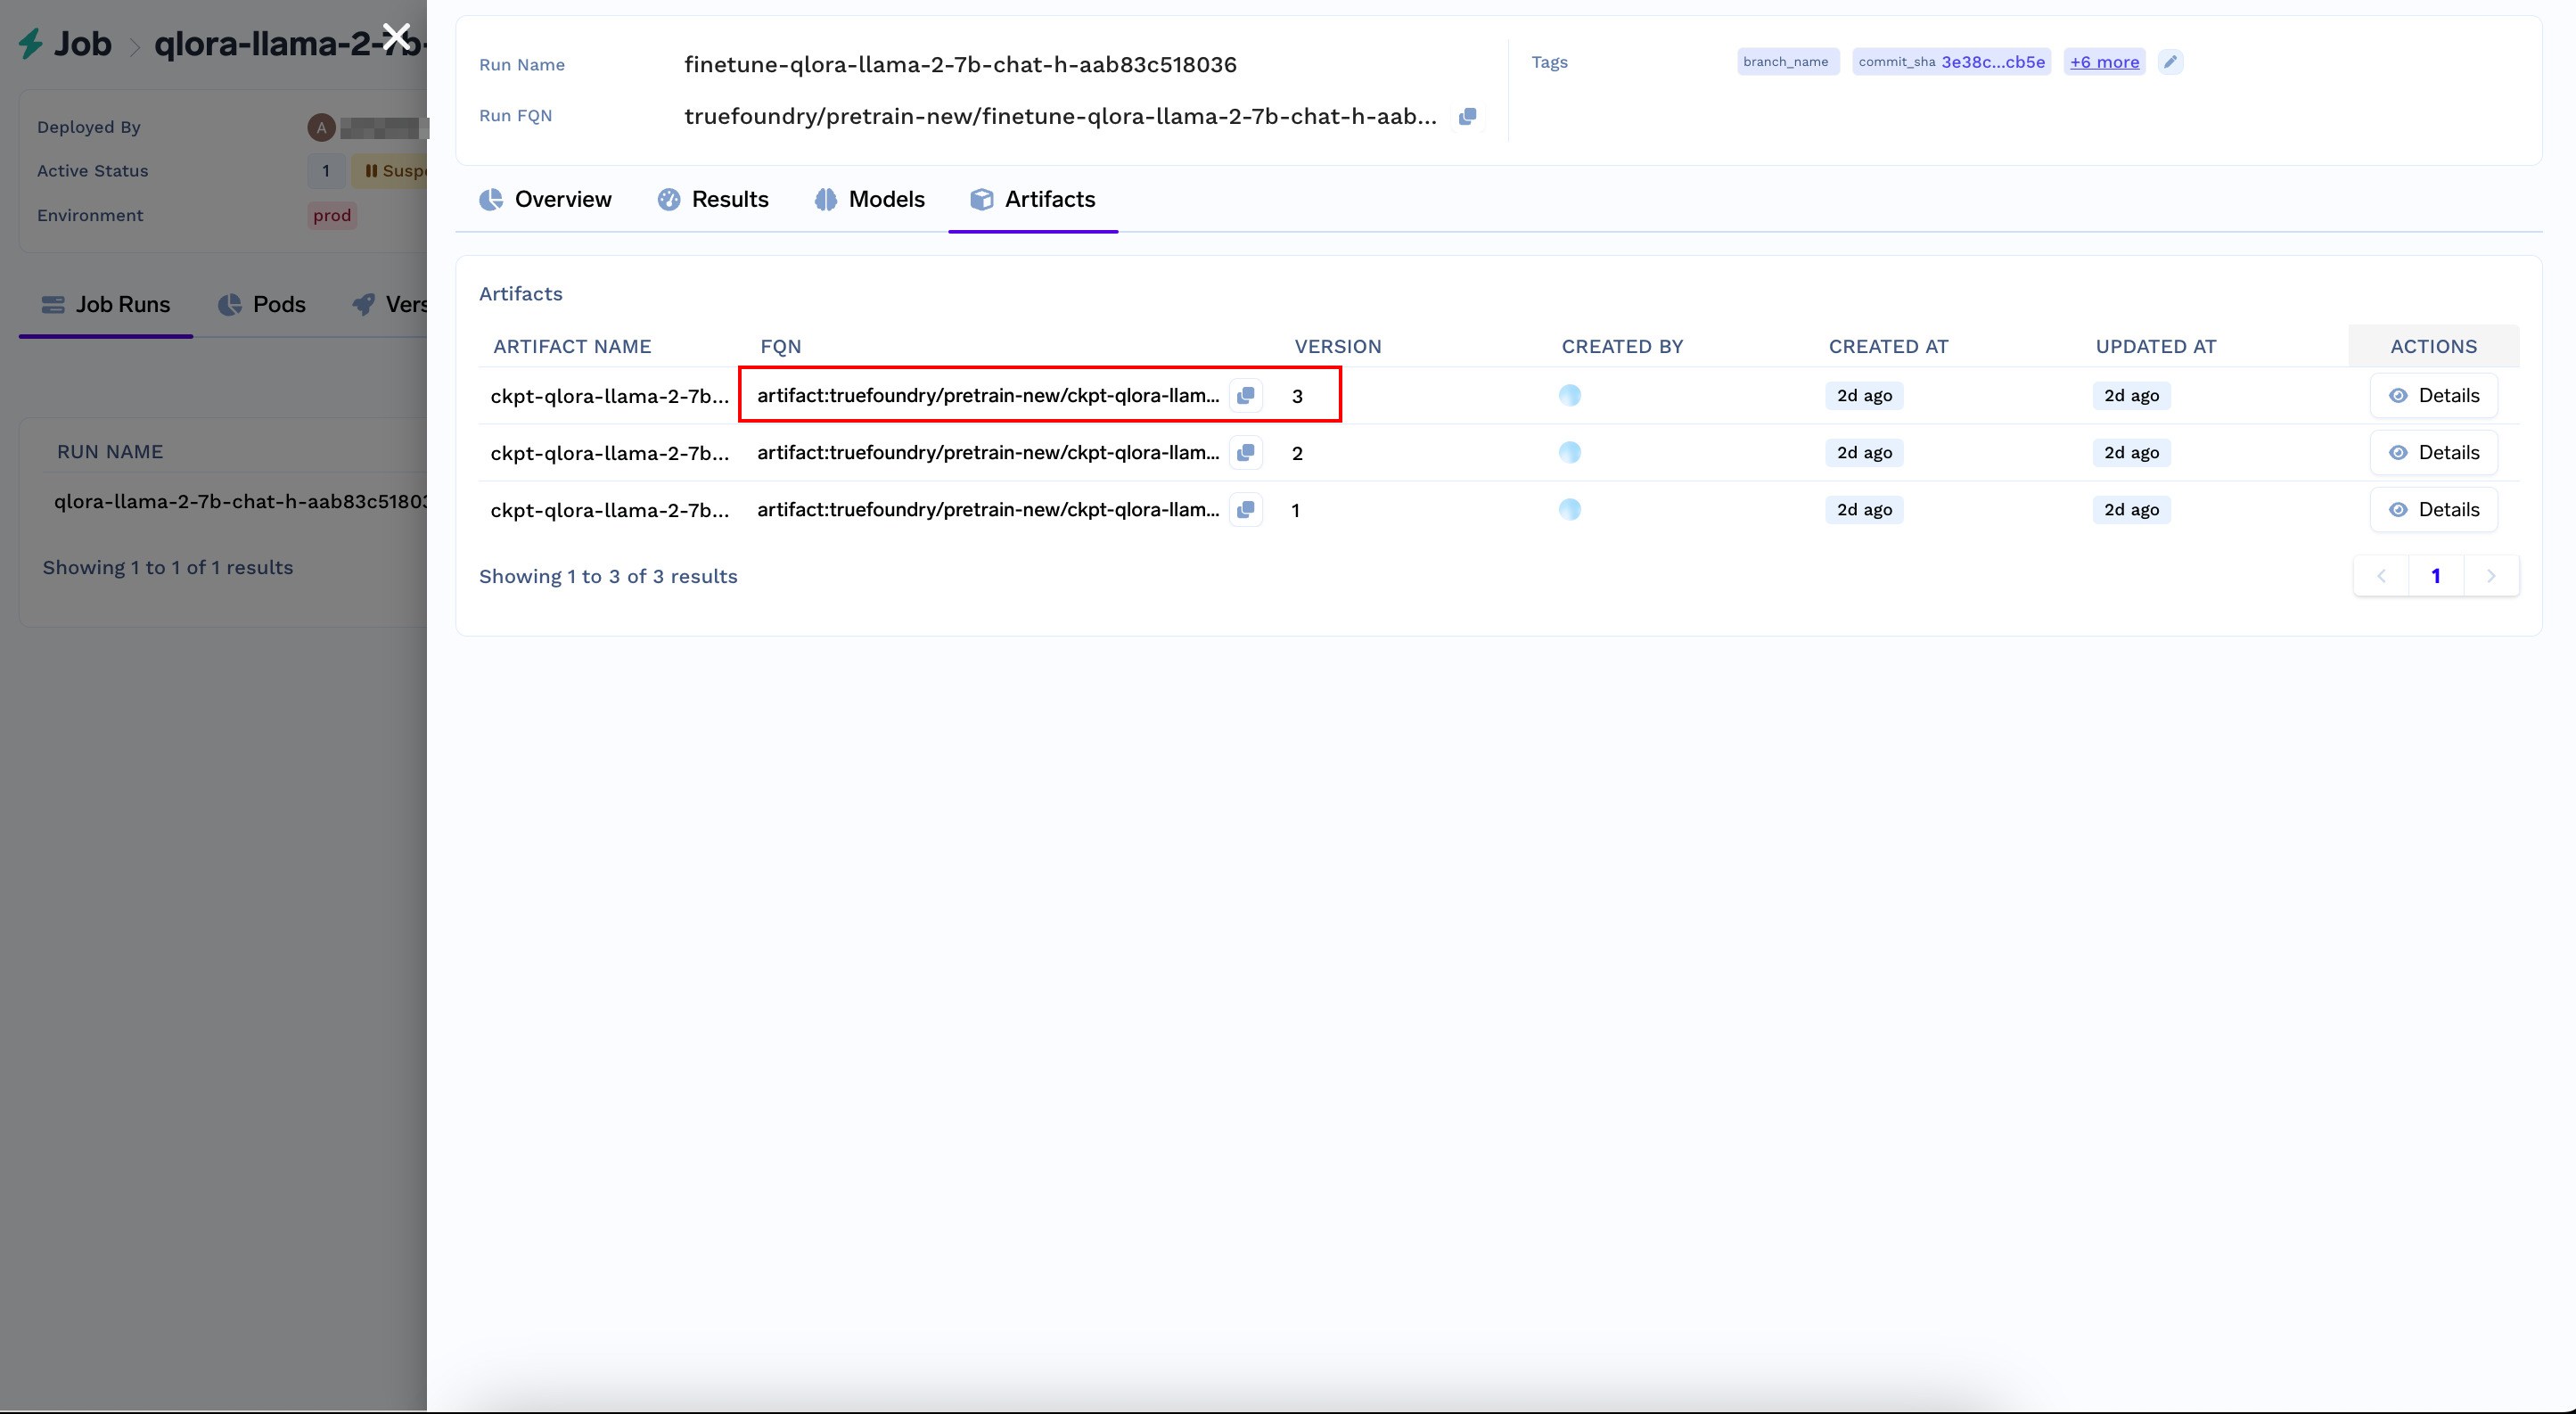 Job > qlora-llama-2-7b-
Deployed By A
Active Status 1 Suspe
Environment prod
Job Runs Pods Vers
RUN NAME
qlora-llama-2-7b-chat-h-aab83c51803
Showing 1 to 1 of 1 results
Run Name finetune-qlora-llama-2-7b-chat-h-aab83c518036
Run FQN truefoundry/pretrain-new/finetune-qlora-llama-2-7b-chat-h-aab...
Tags branch_name commit_sha 3e38c...cb5e +6 more
Overview Results Models Artifacts
Artifacts
ARTIFACT NAME FQN VERSION CREATED BY CREATED AT UPDATED AT ACTIONS
ckpt-qlora-llama-2-7b... artifact:truefoundry/pretrain-new/ckpt-qlora-llam... 3 2d ago 2d ago Details
ckpt-qlora-llama-2-7b... artifact:truefoundry/pretrain-new/ckpt-qlora-llam... 2 2d ago 2d ago Details
ckpt-qlora-llama-2-7b... artifact:truefoundry/pretrain-new/ckpt-qlora-llam... 1 2d ago 2d ago Details
Showing 1 to 3 of 3 results
< 1 >